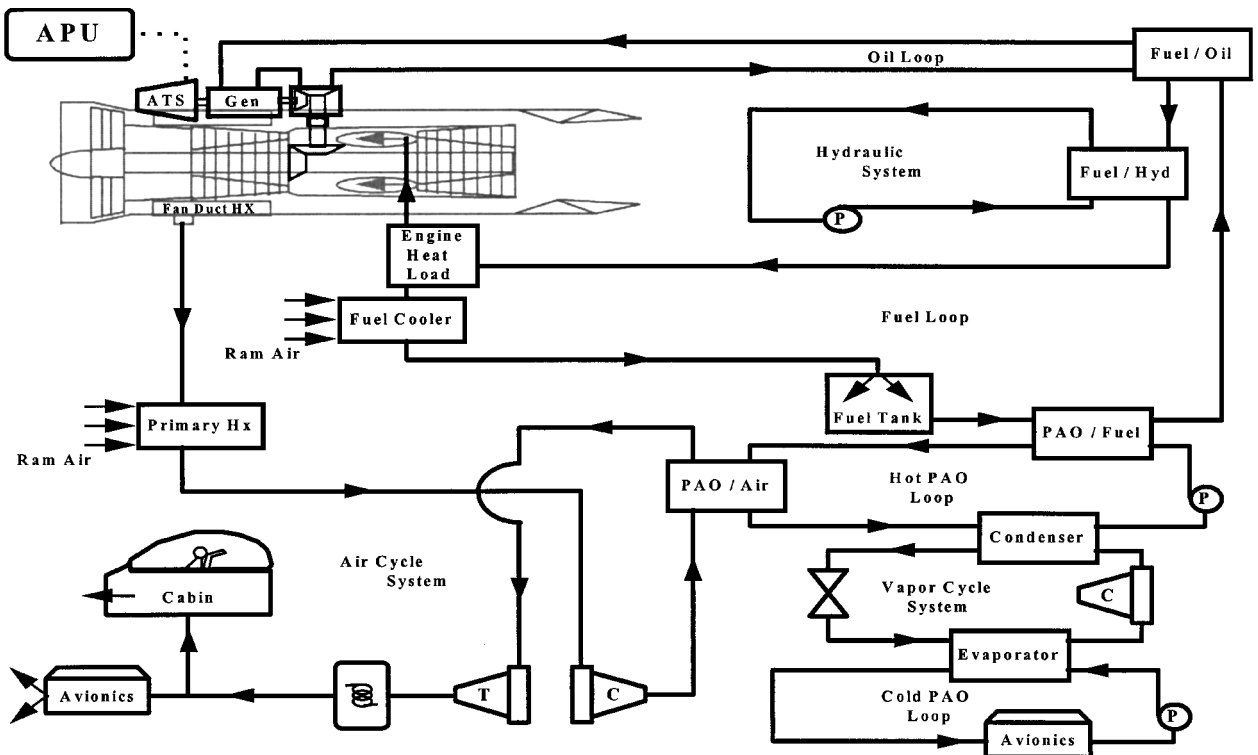 APU
Fuel / Oil
Oil Loop
ATS
Gen
Hydraulic
System
Fuel / Hyd
P
Fan Duct HX
Engine
Heat
Load
Fuel Cooler
Fuel Loop
Ram Air
Fuel Tank
Primary Hx
PAO / Fuel
Ram Air
PAO / Air
Hot PAO
Loop
P
Condenser
Air Cycle
System
Cabin
Vapor Cycle
System
C
Evaporator
Avionics
T
C
Cold PAO
Loop
P
Avionics